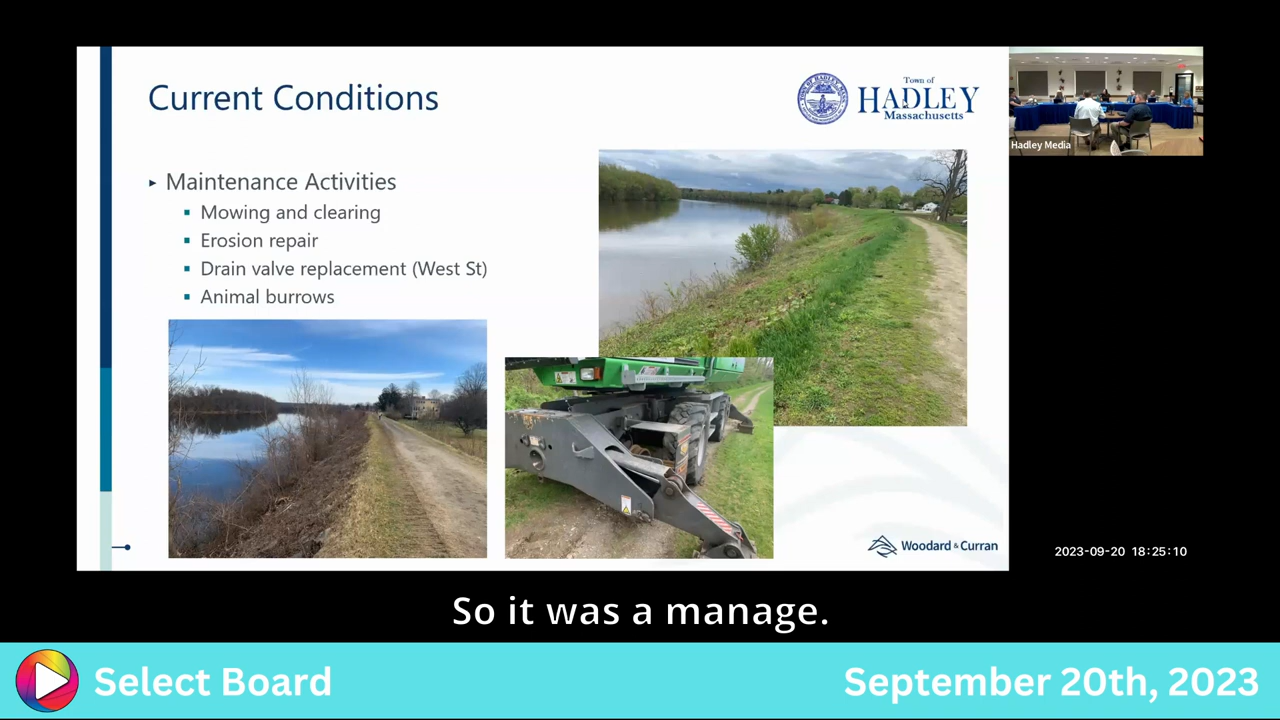 Current Conditions
Town of
HADLEY
Massachusetts
▸ Maintenance Activities
▪ Mowing and clearing
▪ Erosion repair
▪ Drain valve replacement (West St)
▪ Animal burrows
Hadley Media
Woodard & Curran
2023-09-20 18:25:10
So it was a manage.
Select Board
September 20th, 2023